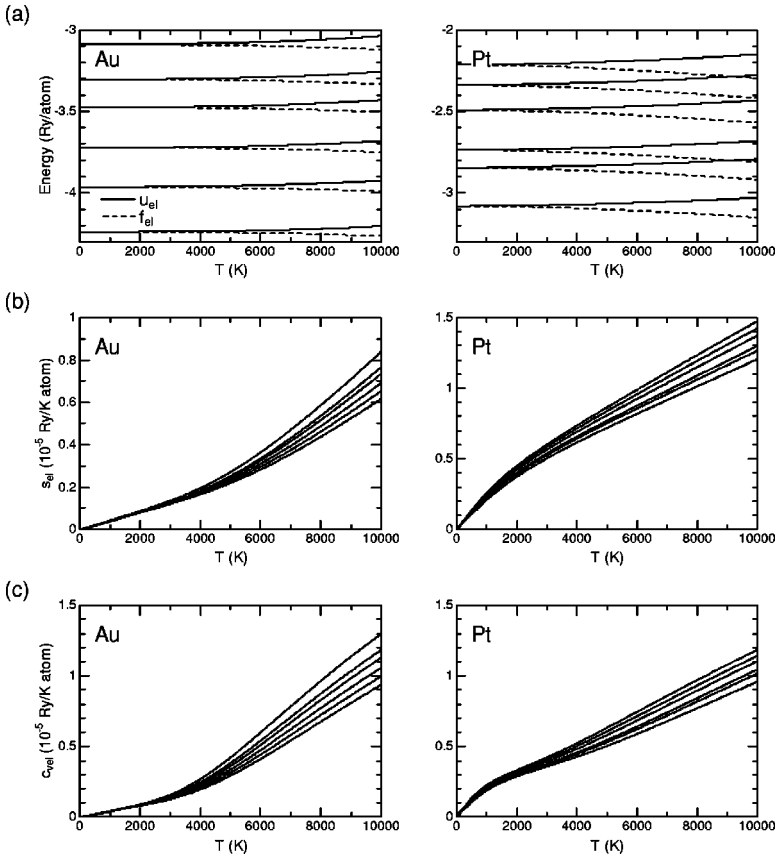 (a)
-3
-3.5
-4
Energy (Ry/atom)
Au
u_el
f_el
0 2000 4000 6000 8000 10000
T (K)
-2
-2.5
-3
Pt
0 2000 4000 6000 8000 10000
T (K)
(b)
1
0.8
0.6
0.4
0.2
0
s_el (10^-5 Ry/K atom)
Au
0 2000 4000 6000 8000 10000
T (K)
1.5
1
0.5
0
Pt
0 2000 4000 6000 8000 10000
T (K)
(c)
1.5
1
0.5
0
c_vel (10^-5 Ry/K atom)
Au
0 2000 4000 6000 8000 10000
T (K)
1.5
1
0.5
0
Pt
0 2000 4000 6000 8000 10000
T (K)